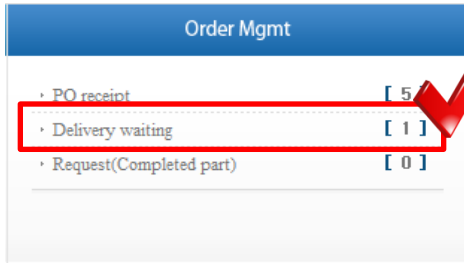 Order Mgmt
PO receipt [ 5 ]
Delivery waiting [ 1 ]
Request(Completed part) [ 0 ]